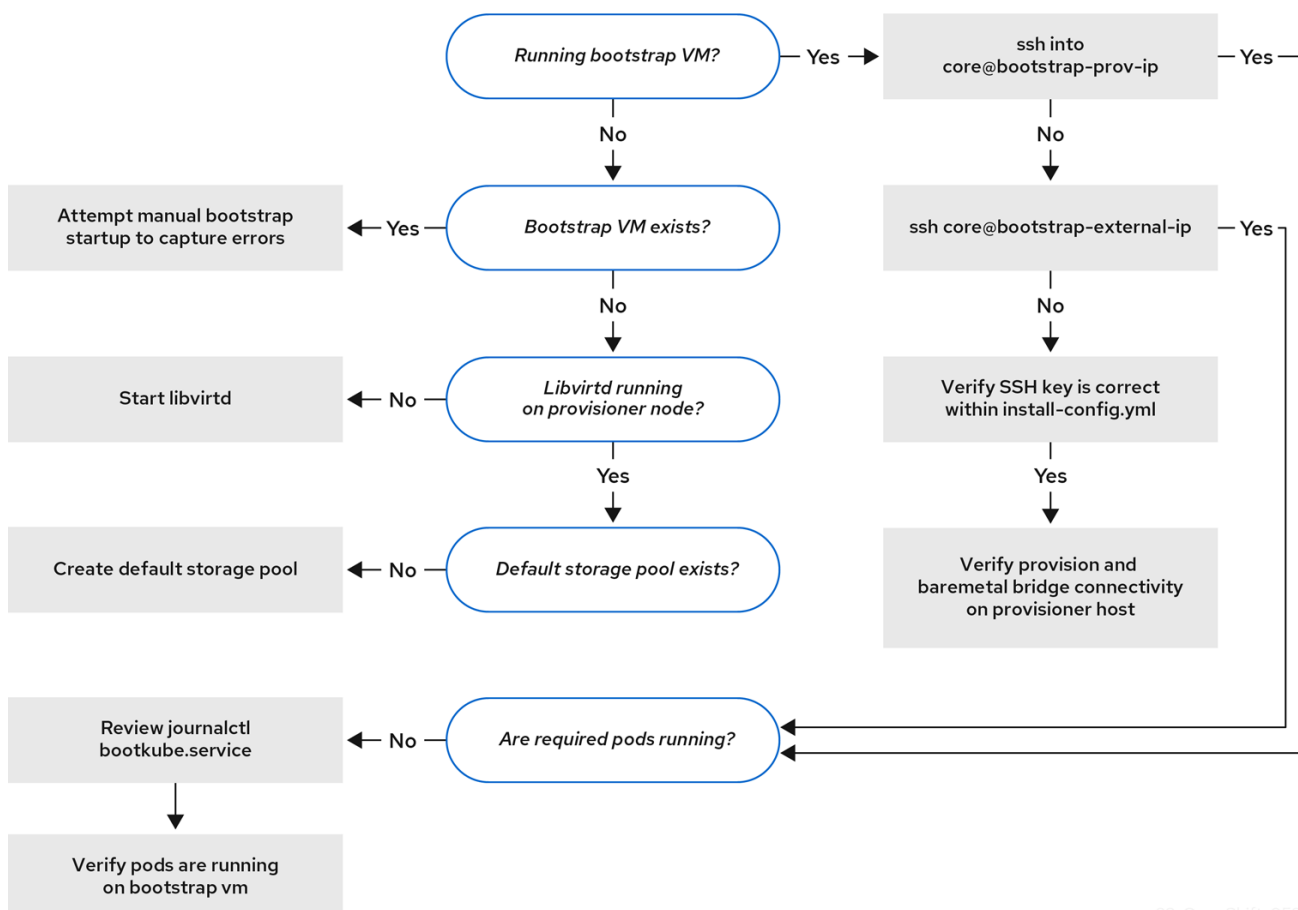 Running bootstrap VM?
Yes
ssh into
core@bootstrap-prov-ip
Yes
No
No
Attempt manual bootstrap
startup to capture errors
Yes
Bootstrap VM exists?
ssh core@bootstrap-external-ip
Yes
No
No
Start libvirtd
No
Libvirtd running
on provisioner node?
Verify SSH key is correct
within install-config.yml
Yes
Yes
Create default storage pool
No
Default storage pool exists?
Verify provision and
baremetal bridge connectivity
on provisioner host
Review journalctl
bootkube.service
No
Are required pods running?
Verify pods are running
on bootstrap vm